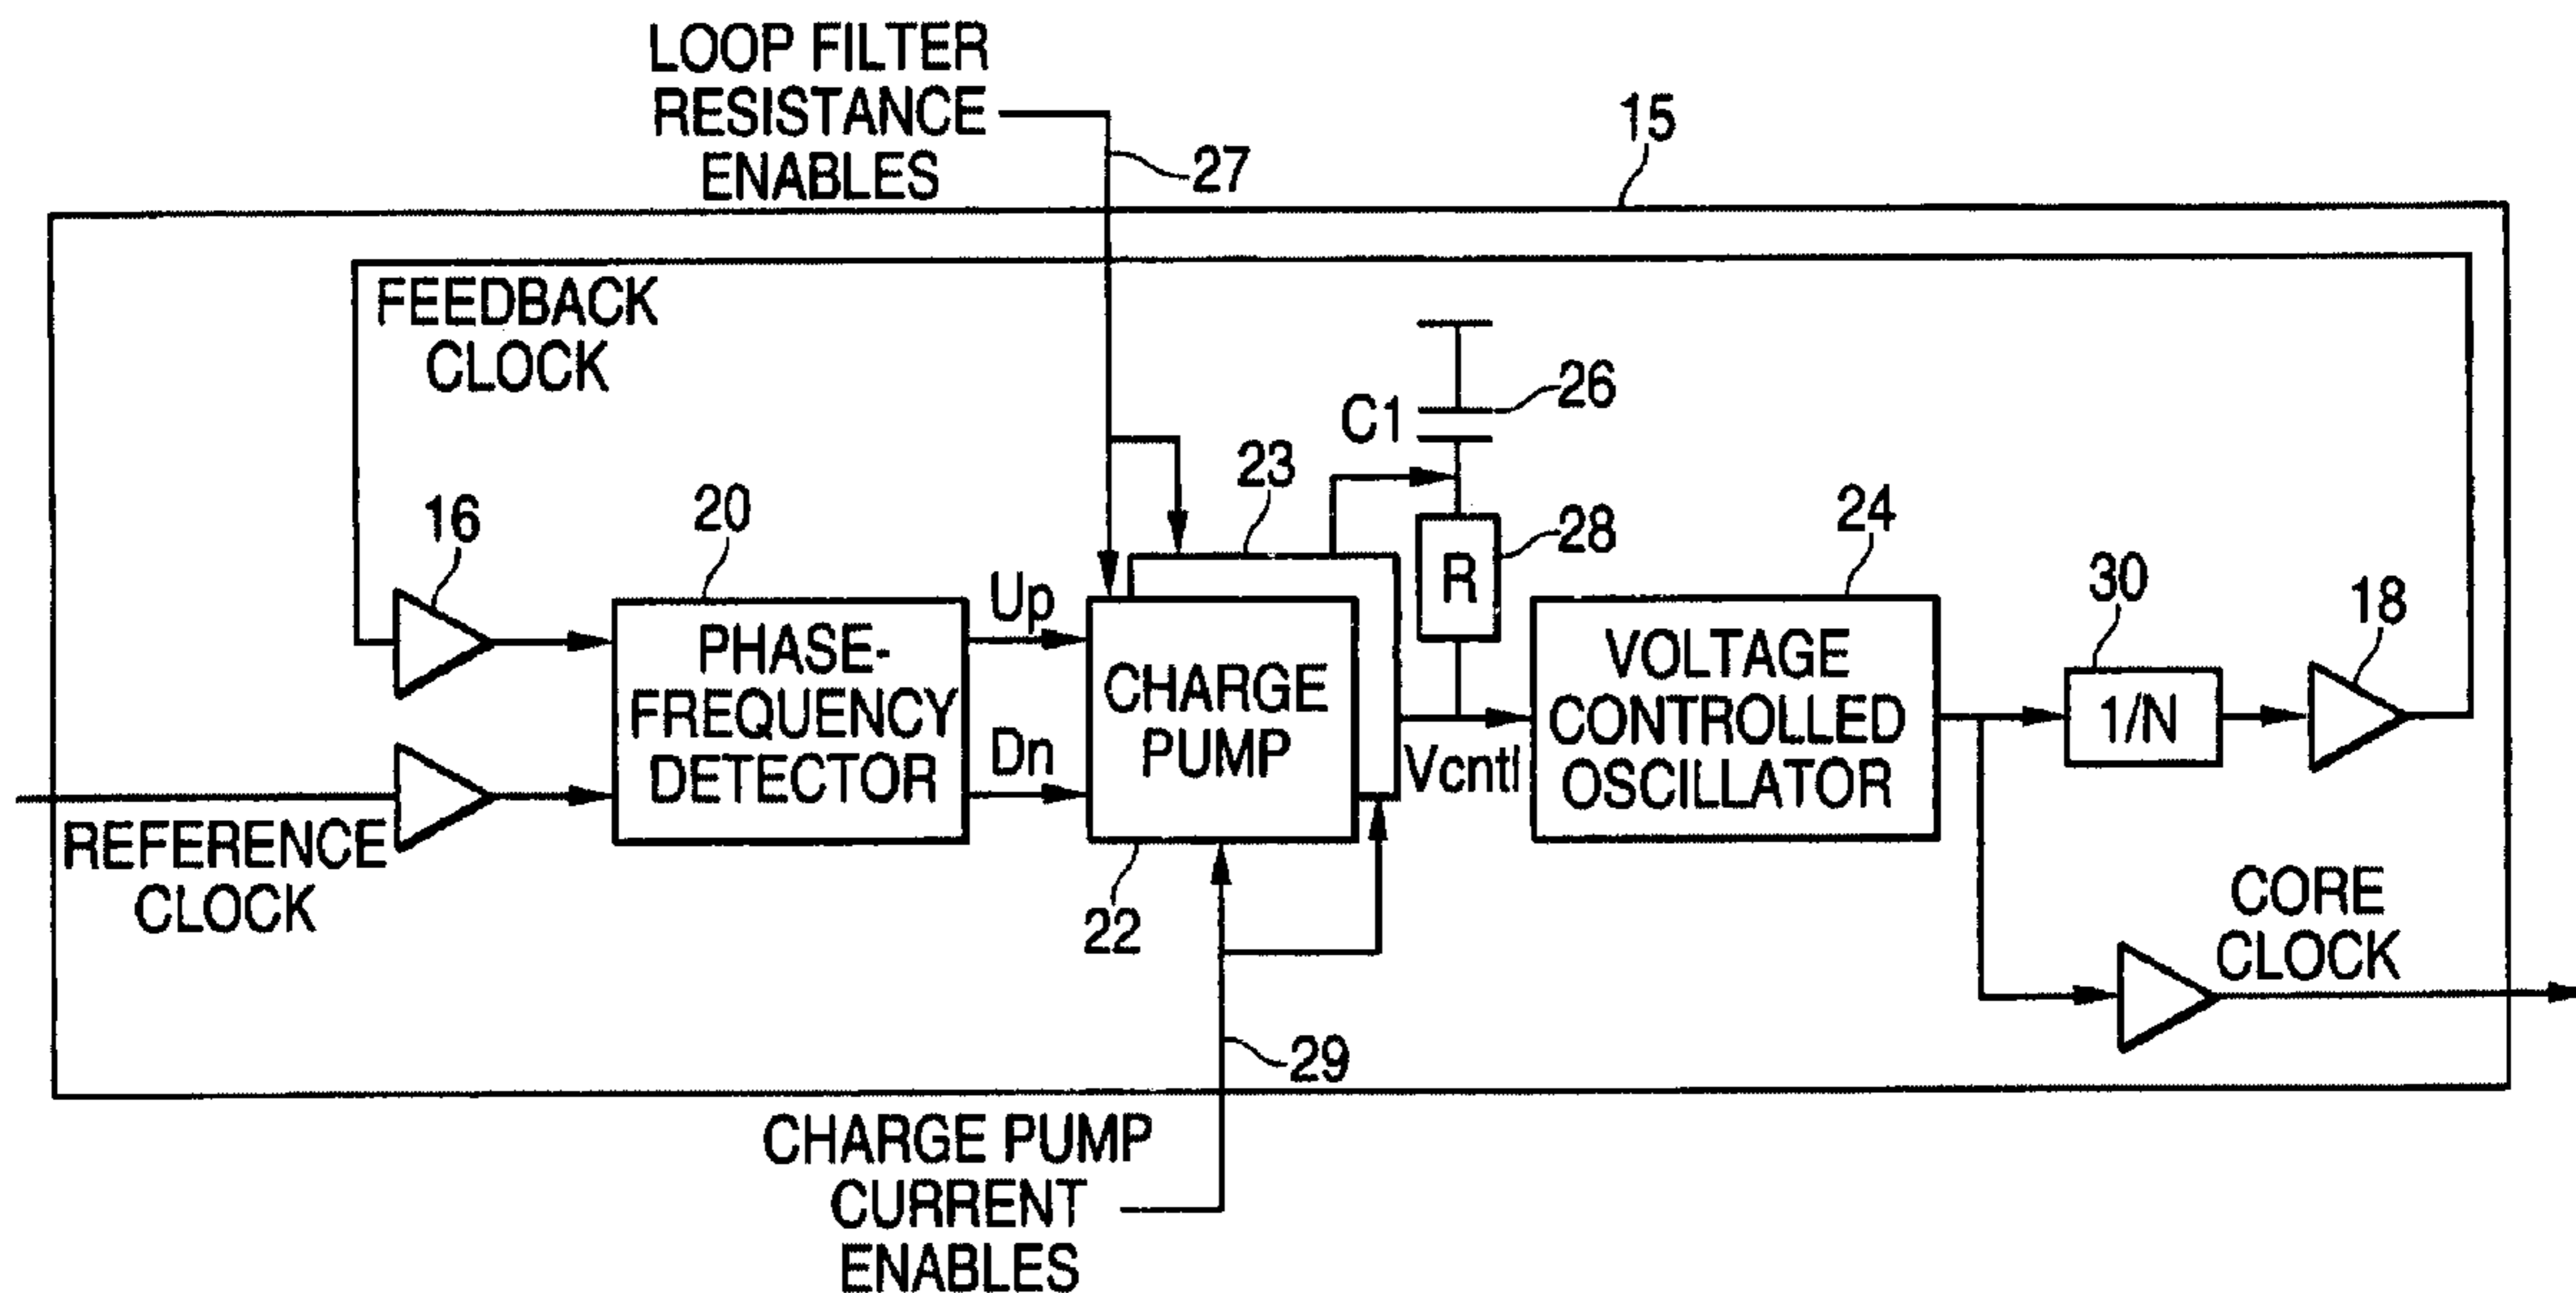 LOOP FILTER
RESISTANCE
ENABLES
27
15
FEEDBACK
CLOCK
C1
26
23
16
20
28
24
R
30
18
Up
PHASE-
FREQUENCY
DETECTOR
CHARGE
PUMP
VOLTAGE
CONTROLLED
OSCILLATOR
1/N
Dn
Vcntl
REFERENCE
CLOCK
22
CORE
CLOCK
29
CHARGE PUMP
CURRENT
ENABLES